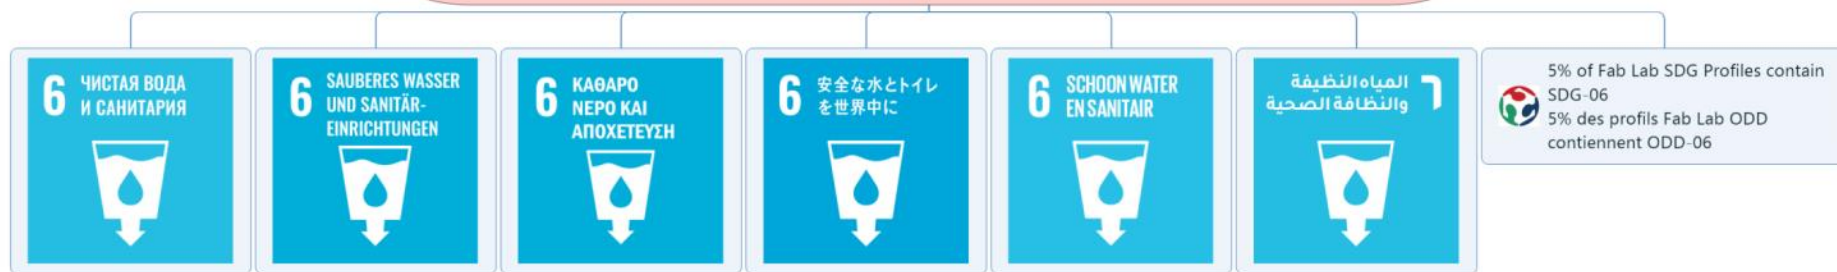 6 ЧИСТАЯ ВОДА
И САНИТАРИЯ
6 SAUBERES WASSER
UND SANITÄR-
EINRICHTUNGEN
6 ΚΑΘΑΡΟ
ΝΕΡΟ ΚΑΙ
ΑΠΟΧΕΤΕΥΣΗ
6 安全な水とトイレ
を世界中に
6 SCHOON WATER
EN SANITAIR
٦ المياه النظيفة
والنظافة الصحية
5% of Fab Lab SDG Profiles contain
SDG-06
5% des profils Fab Lab ODD
contiennent ODD-06